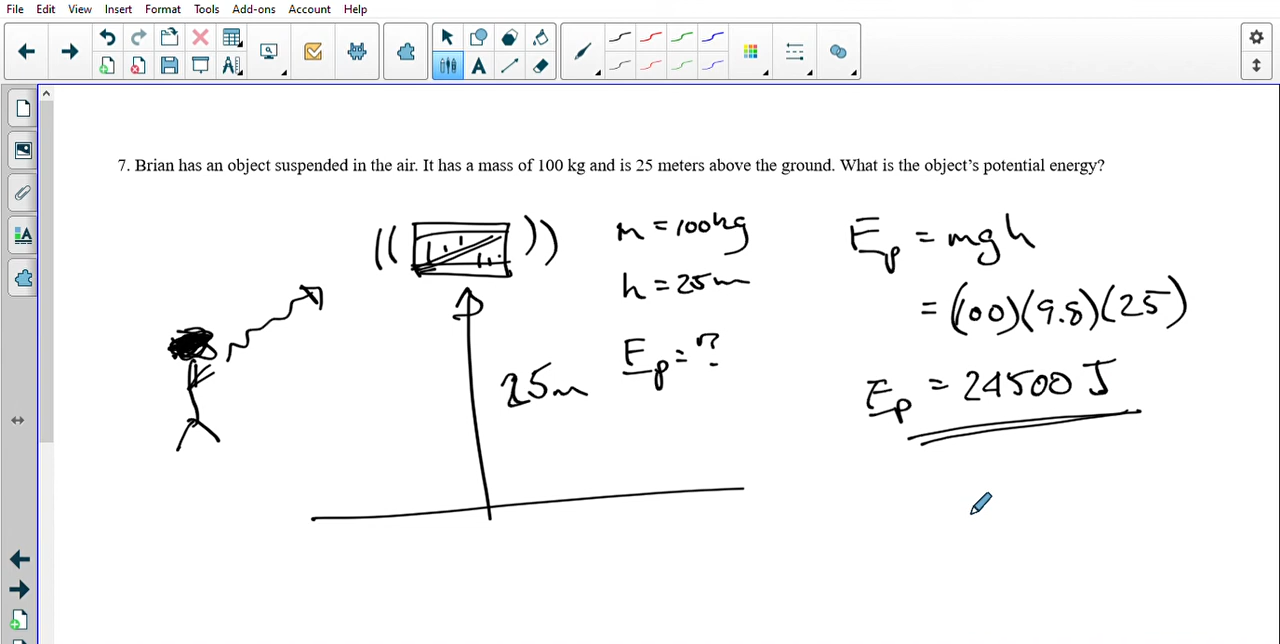 File Edit View Insert Format Tools Add-ons Account Help
7. Brian has an object suspended in the air. It has a mass of 100 kg and is 25 meters above the ground. What is the object’s potential energy?
m = 100kg
h = 25m
Ep = ?
25m
Ep = mgh
= (100)(9.8)(25)
Ep = 24500 J